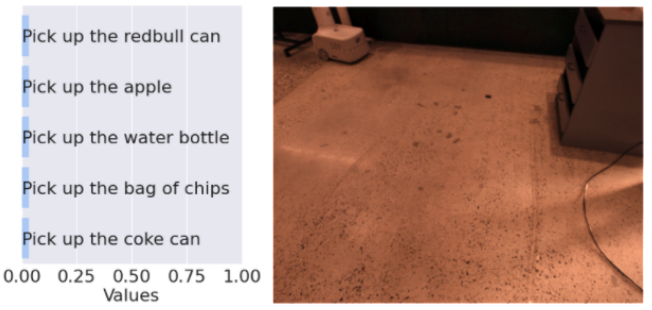 Pick up the redbull can
Pick up the apple
Pick up the water bottle
Pick up the bag of chips
Pick up the coke can
0.00 0.25 0.50 0.75 1.00
Values